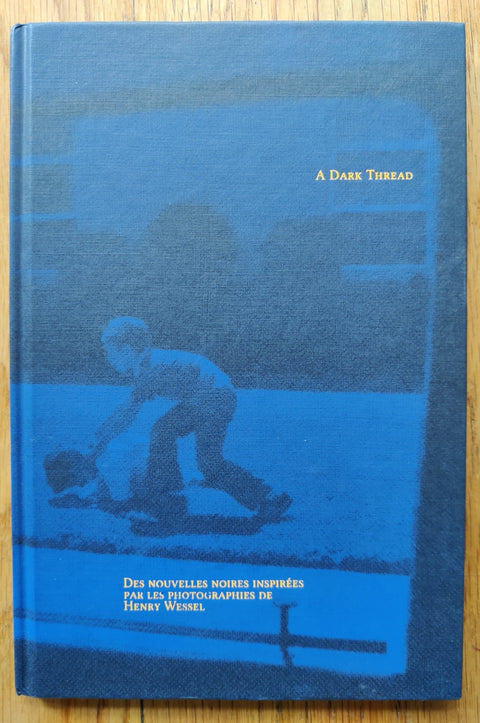 A Dark Thread
Des nouvelles noires inspirées
par les photographies de
Henry Wessel